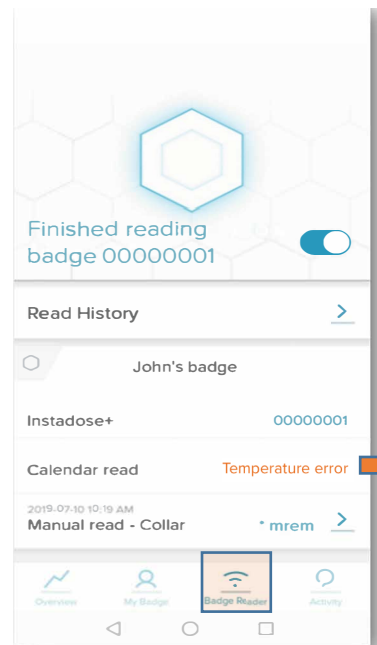 Finished reading
badge 00000001
Read History
John's badge
Instadose+ 00000001
Calendar read Temperature error
2019-07-10 10:19 AM
Manual read - Collar * mrem
Overview My Badge Badge Reader Activity